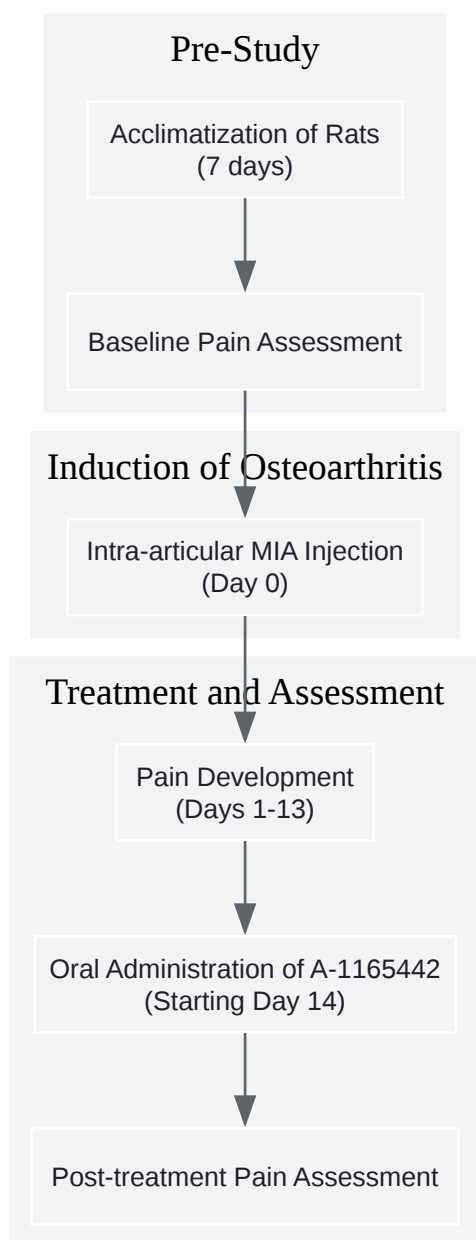 Pre-Study
Acclimatization of Rats
(7 days)
Baseline Pain Assessment
Induction of Osteoarthritis
Intra-articular MIA Injection
(Day 0)
Treatment and Assessment
Pain Development
(Days 1-13)
Oral Administration of A-1165442
(Starting Day 14)
Post-treatment Pain Assessment